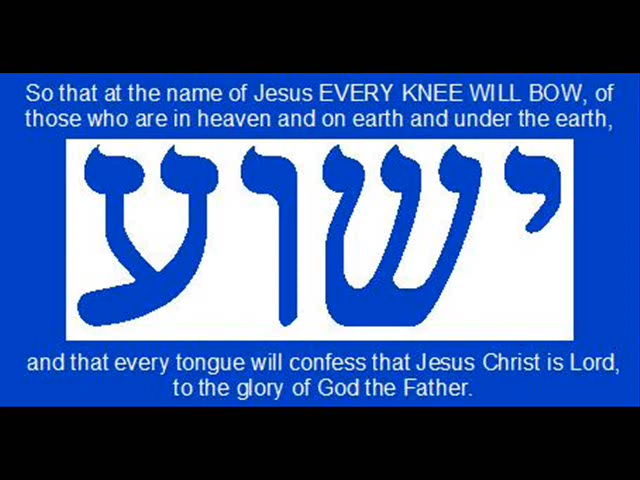 So that at the name of Jesus EVERY KNEE WILL BOW, of
those who are in heaven and on earth and under the earth,
ישוע
and that every tongue will confess that Jesus Christ is Lord,
to the glory of God the Father.